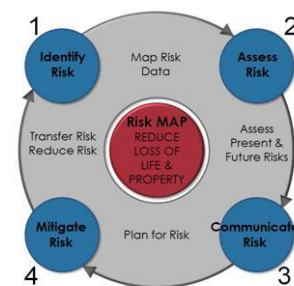 1
Identify
Risk
Map Risk
Data
2
Assess
Risk
Transfer Risk
Reduce Risk
Risk MAP
REDUCE
LOSS OF
LIFE &
PROPERTY
Assess
Present &
Future Risks
Mitigate
Risk
4
Plan for Risk
Communicate
Risk
3